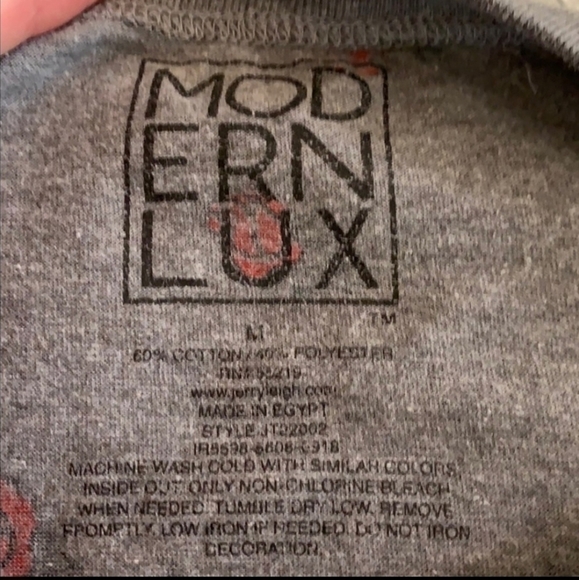 MOD
ERN
LUX
TM
M
60% COTTON/40% POLYESTER
RN# 55219
www.jerryleigh.com
MADE IN EGYPT
STYLE JT22002
MACHINE WASH COLD WITH SIMILAR COLORS,
INSIDE OUT. ONLY NON-CHLORINE BLEACH
WHEN NEEDED. TUMBLE DRY LOW. REMOVE
PROMPTLY. LOW IRON IF NEEDED. DO NOT IRON
DECORATION.